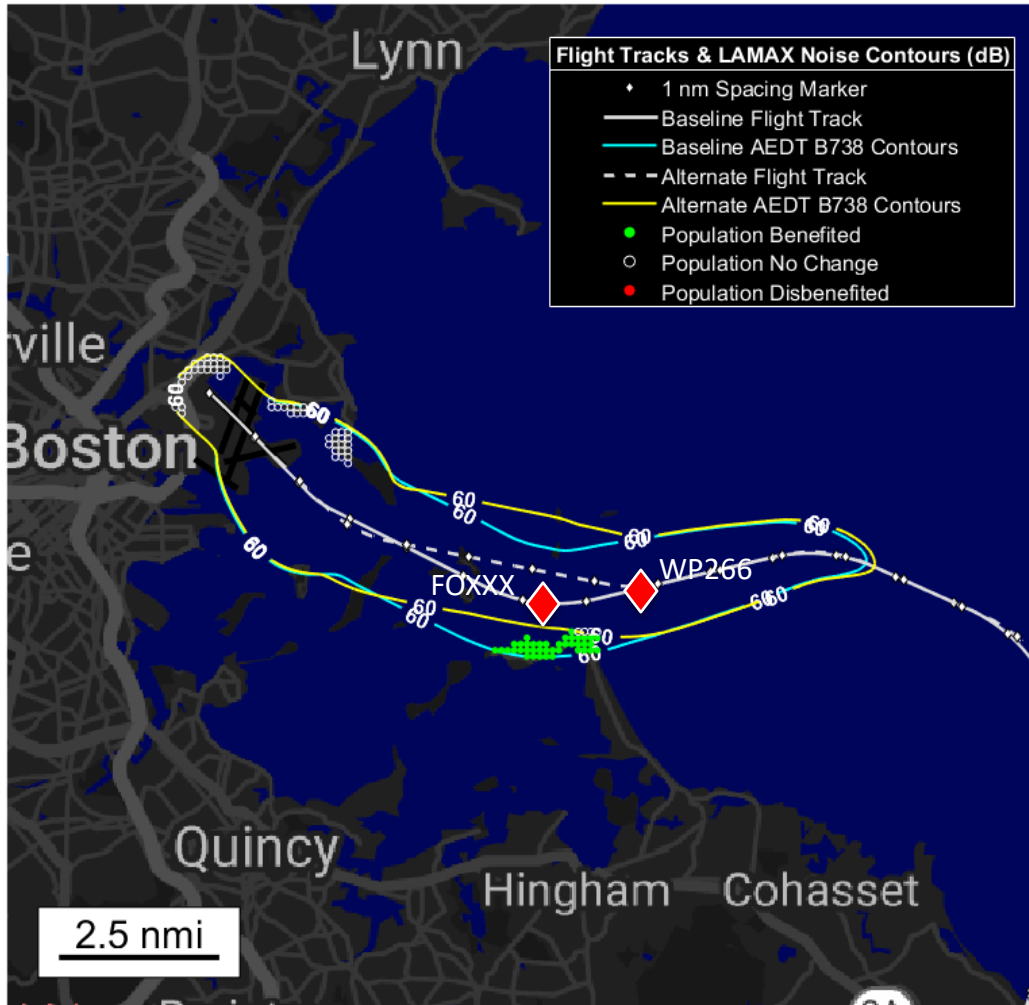 Lynn
Flight Tracks & LAMAX Noise Contours (dB)
1 nm Spacing Marker
Baseline Flight Track
Baseline AEDT B738 Contours
Alternate Flight Track
Alternate AEDT B738 Contours
Population Benefited
Population No Change
Population Disbenefited
rville
60
60
Boston
60
60
60
60
60
e
FOXXX
WP266
60
60
60
60
60
60
Quincy
Hingham
Cohasset
2.5 nmi